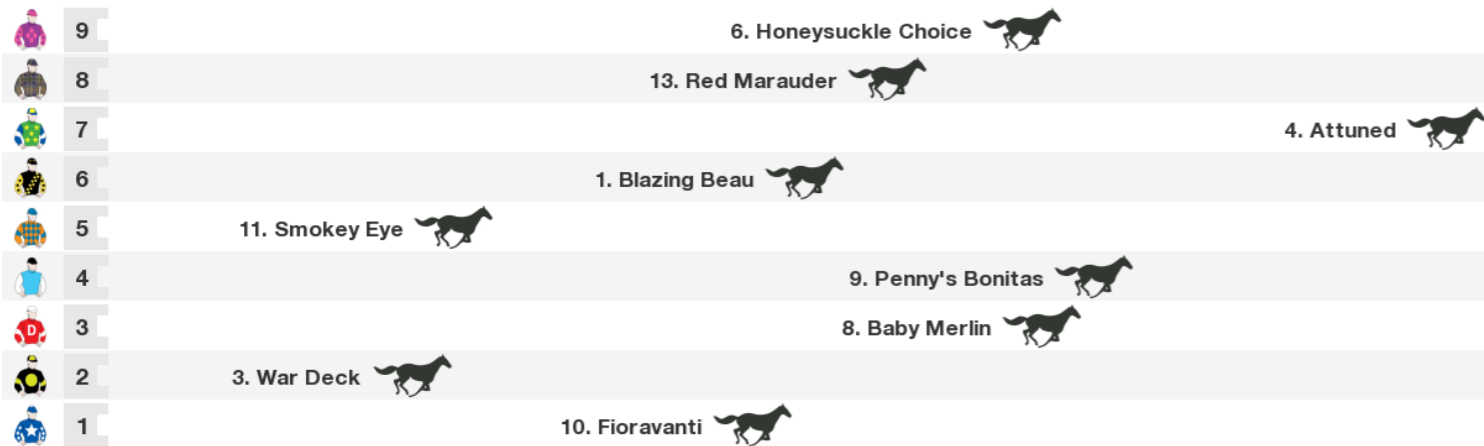 9 6. Honeysuckle Choice
8 13. Red Marauder
7 4. Attuned
6 1. Blazing Beau
5 11. Smokey Eye
4 9. Penny's Bonitas
D 3 8. Baby Merlin
2 3. War Deck
1 10. Fioravanti